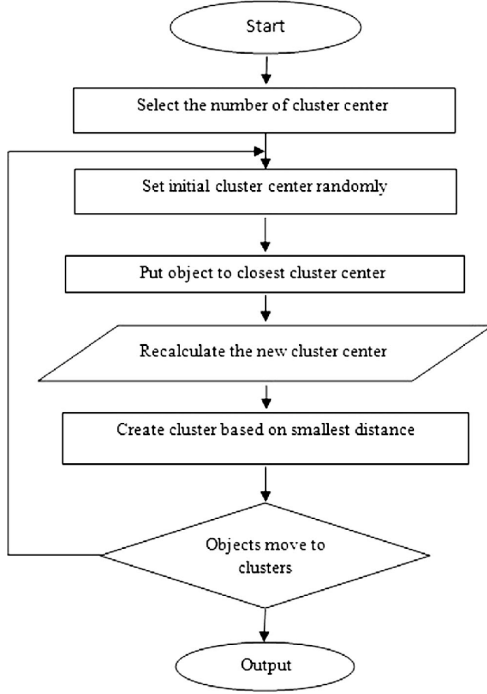 Start
Select the number of cluster center
Set initial cluster center randomly
Put object to closest cluster center
Recalculate the new cluster center
Create cluster based on smallest distance
Objects move to
clusters
Output